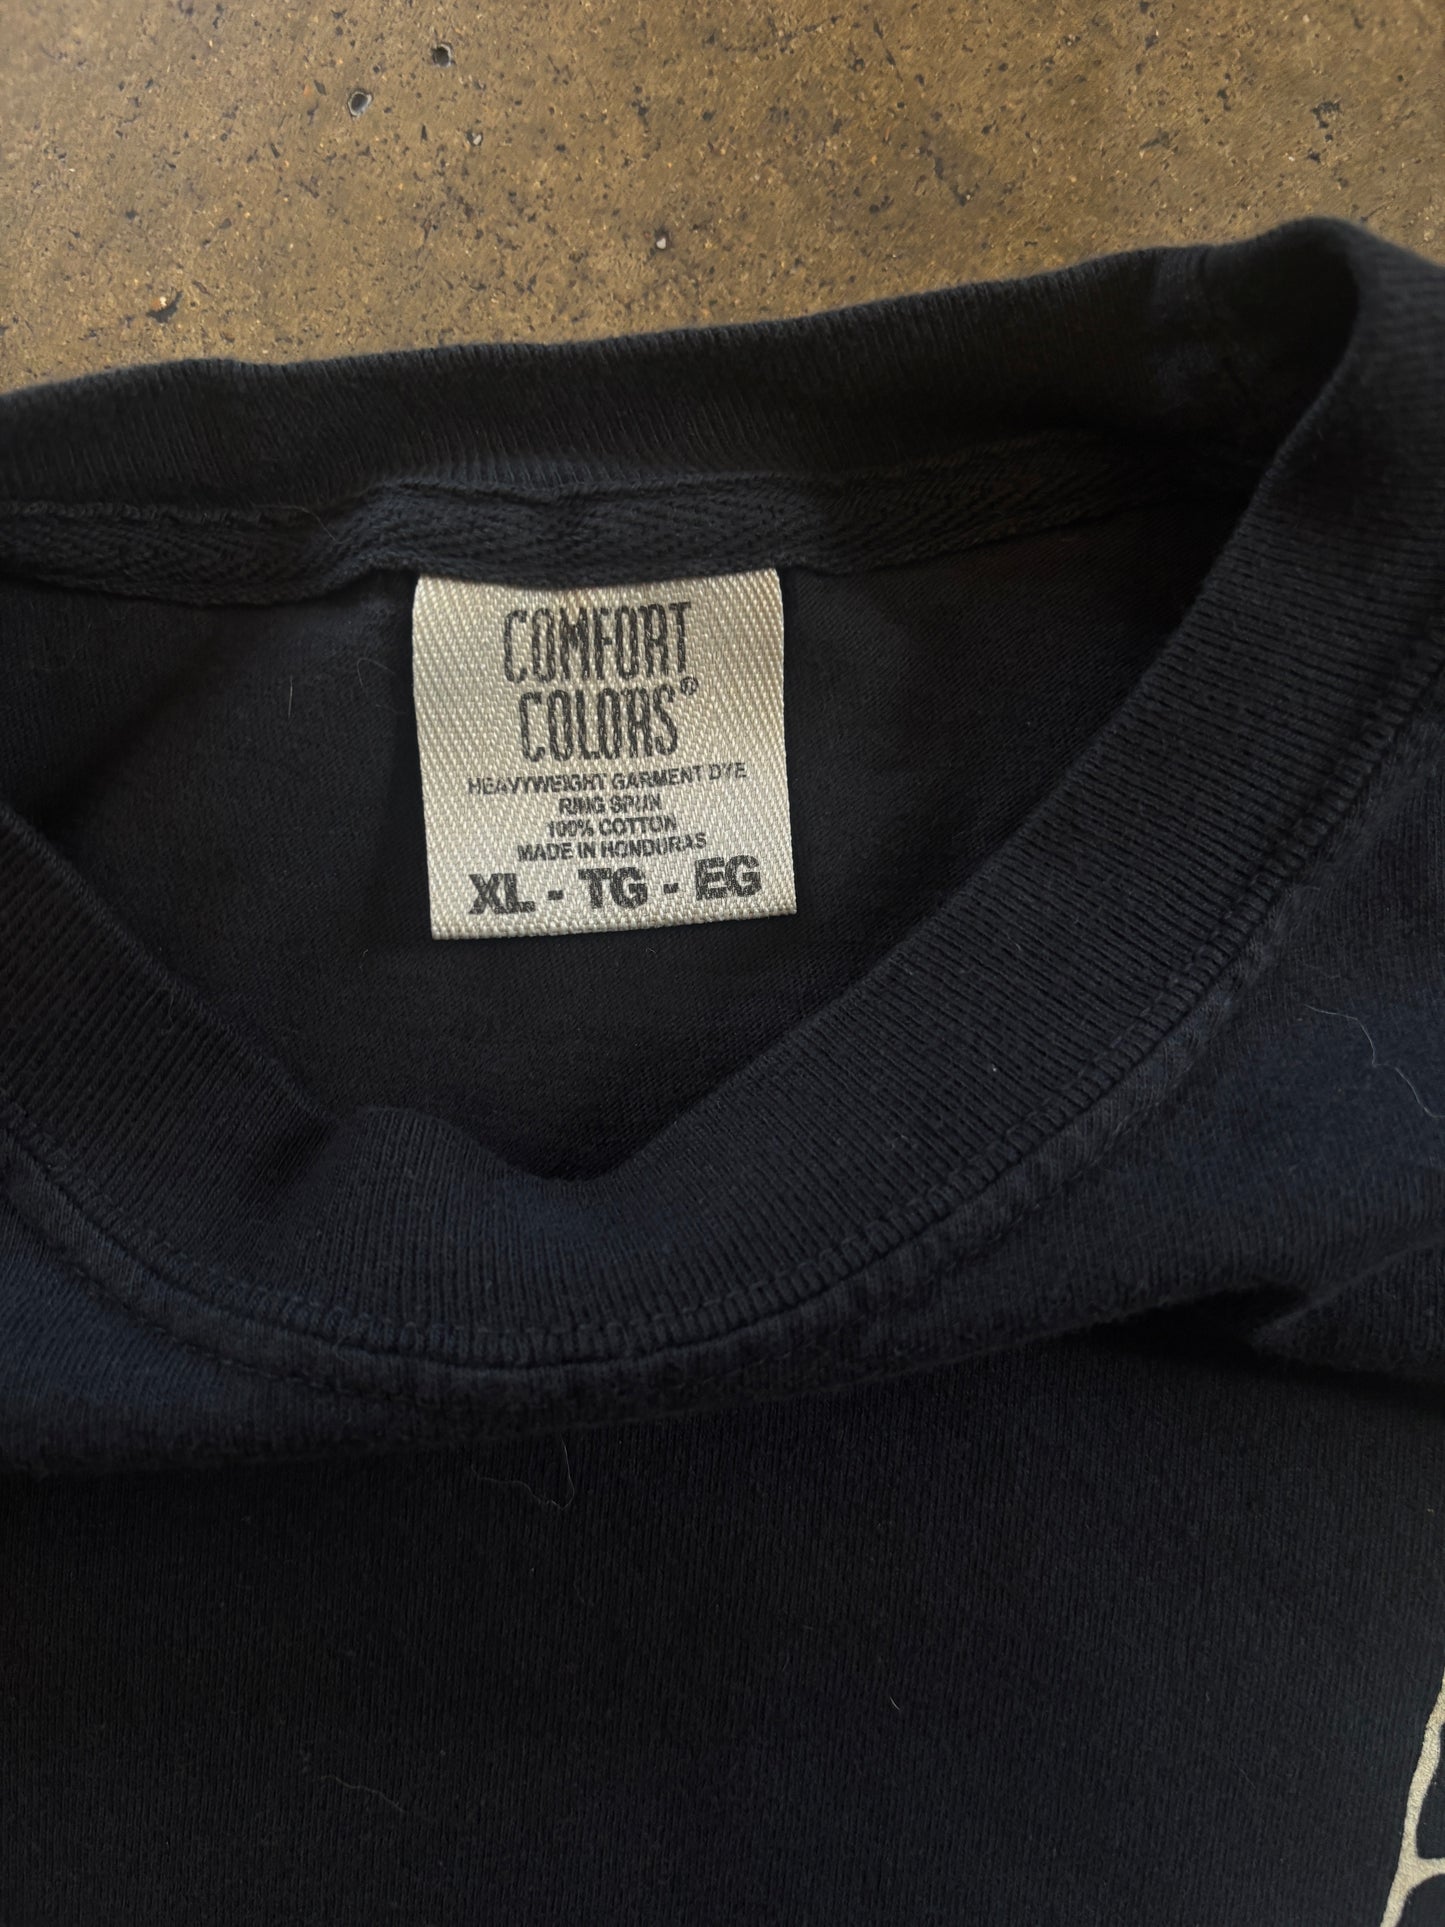 COMFORT
COLORS®
HEAVYWEIGHT GARMENT DYE
RING SPUN
100% COTTON
MADE IN HONDURAS
XL - TG - EG